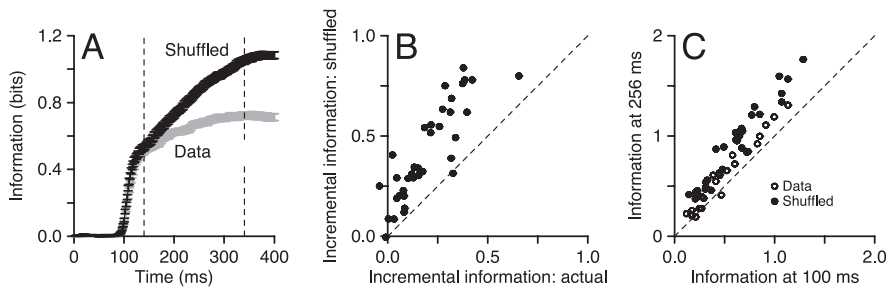 A
Shuffled
Data
Information (bits)
1.2
0.8
0.4
0.0
0
100
200
300
400
Time (ms)
B
Incremental information: shuffled
1.0
0.5
0.0
0.0
0.5
1.0
Incremental information: actual
C
Information at 256 ms
2
1
0
0.0
1.0
2.0
Data
Shuffled
Information at 100 ms